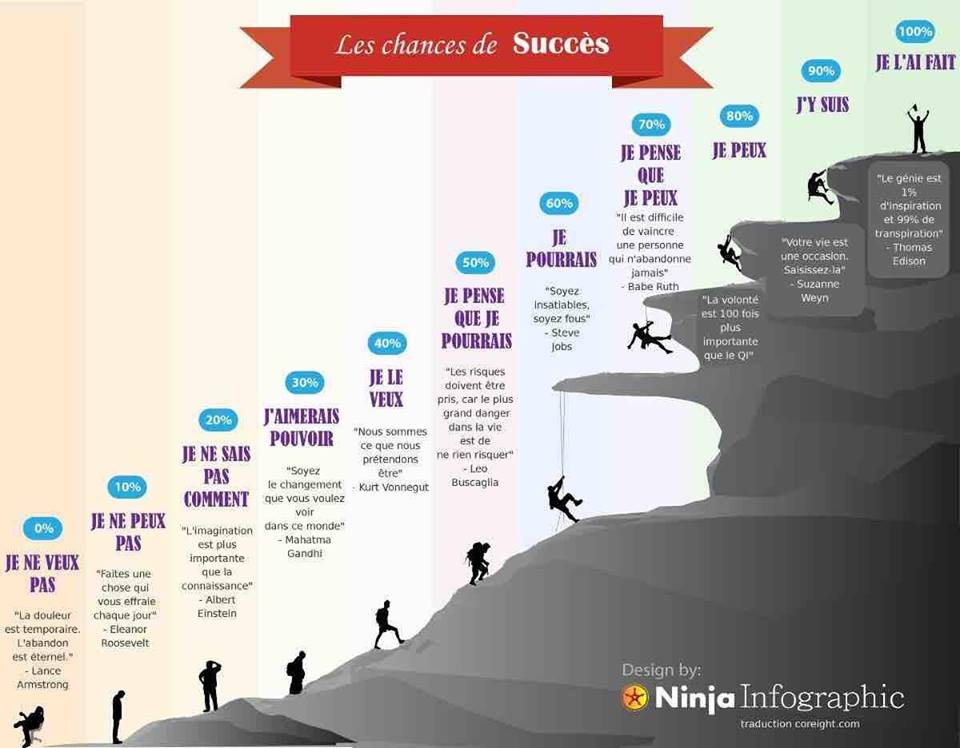 Les chances de Succès
0%
JE NE VEUX
PAS
"La douleur
est temporaire.
L'abandon
est éternel."
- Lance
Armstrong
10%
JE NE PEUX
PAS
"Faites une
chose qui
vous effraie
chaque jour"
- Eleanor
Roosevelt
20%
JE NE SAIS
PAS
COMMENT
"L'imagination
est plus
importante
que la
connaissance"
- Albert
Einstein
30%
J'AIMERAIS
POUVOIR
"Soyez
le changement
que vous voulez
voir
dans ce monde"
- Mahatma
Gandhi
40%
JE LE
VEUX
"Nous sommes
ce que nous
prétendons
être"
- Kurt Vonnegut
50%
JE PENSE
QUE JE
POURRAIS
"Les risques
doivent être
pris, car le plus
grand danger
dans la vie
est de
ne rien risquer"
- Leo
Buscaglia
60%
JE
POURRAIS
"Soyez
insatiables,
soyez fous"
- Steve
Jobs
70%
JE PENSE
QUE
JE PEUX
"Il est difficile
de vaincre
une personne
qui n'abandonne
jamais"
- Babe Ruth
80%
JE PEUX
"La volonté
est 100 fois
plus
importante
que le QI"
90%
J'Y SUIS
"Votre vie est
une occasion.
Saisissez-la"
- Suzanne
Weyn
100%
JE L'AI FAIT
"Le génie est
1%
d'inspiration
et 99% de
transpiration"
- Thomas
Edison
Design by:
Ninja Infographic
traduction coreight.com